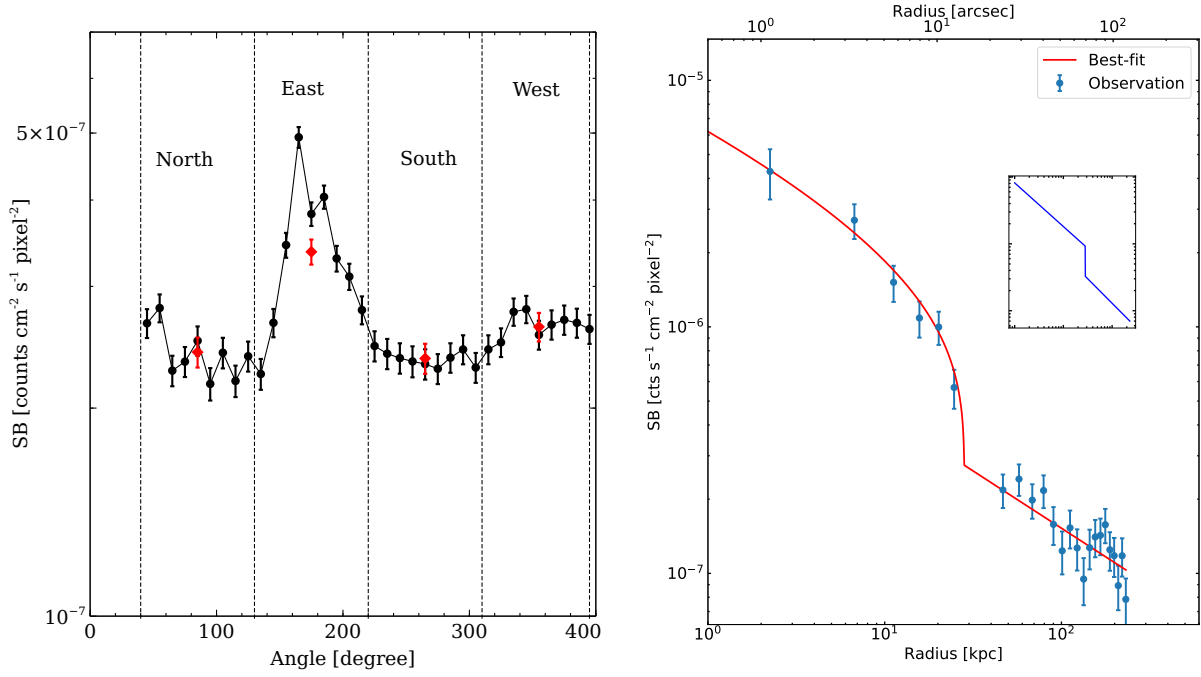 SB [counts cm⁻² s⁻¹ pixel⁻²]
5×10⁻⁷
10⁻⁷
North
East
South
West
0
100
200
300
400
Angle [degree]
Radius [arcsec]
10⁰
10¹
10²
SB [cts s⁻¹ cm⁻² pixel⁻²]
10⁻⁵
10⁻⁶
10⁻⁷
Best-fit
Observation
10⁰
10¹
10²
Radius [kpc]